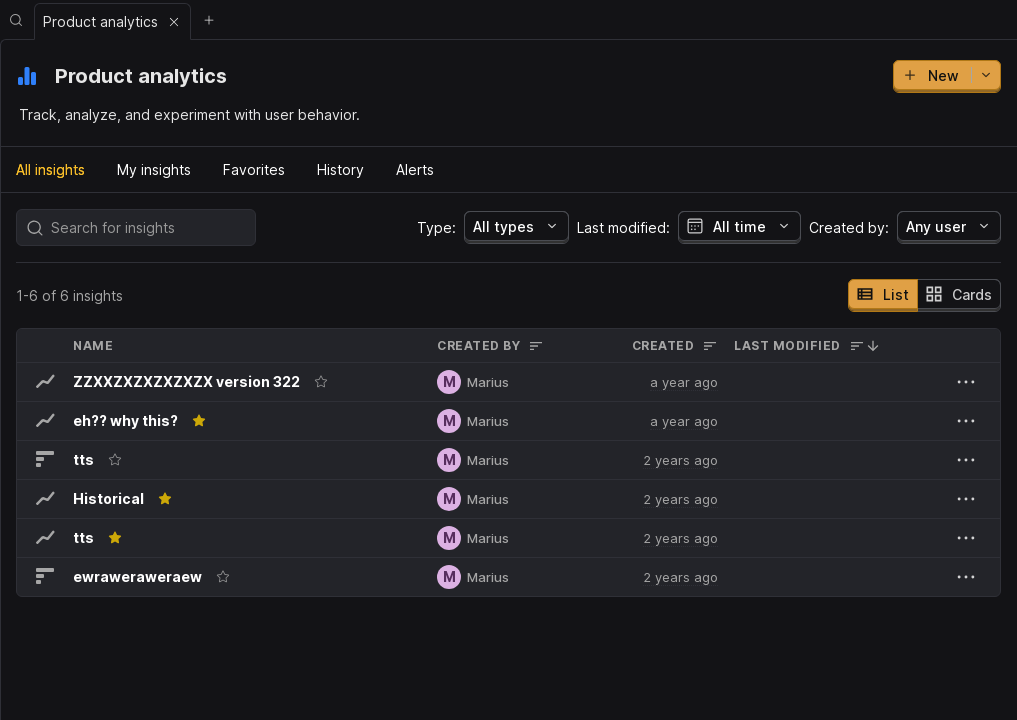 Product analytics
Product analytics
New
Track, analyze, and experiment with user behavior.
All insights My insights Favorites History Alerts
Search for insights Type: All types Last modified: All time Created by: Any user
1-6 of 6 insights List Cards
NAME CREATED BY CREATED LAST MODIFIED
ZZXXZXZXZXZXZX version 322 M Marius a year ago
eh?? why this? M Marius a year ago
tts M Marius 2 years ago
Historical M Marius 2 years ago
tts M Marius 2 years ago
ewraweraweraew M Marius 2 years ago